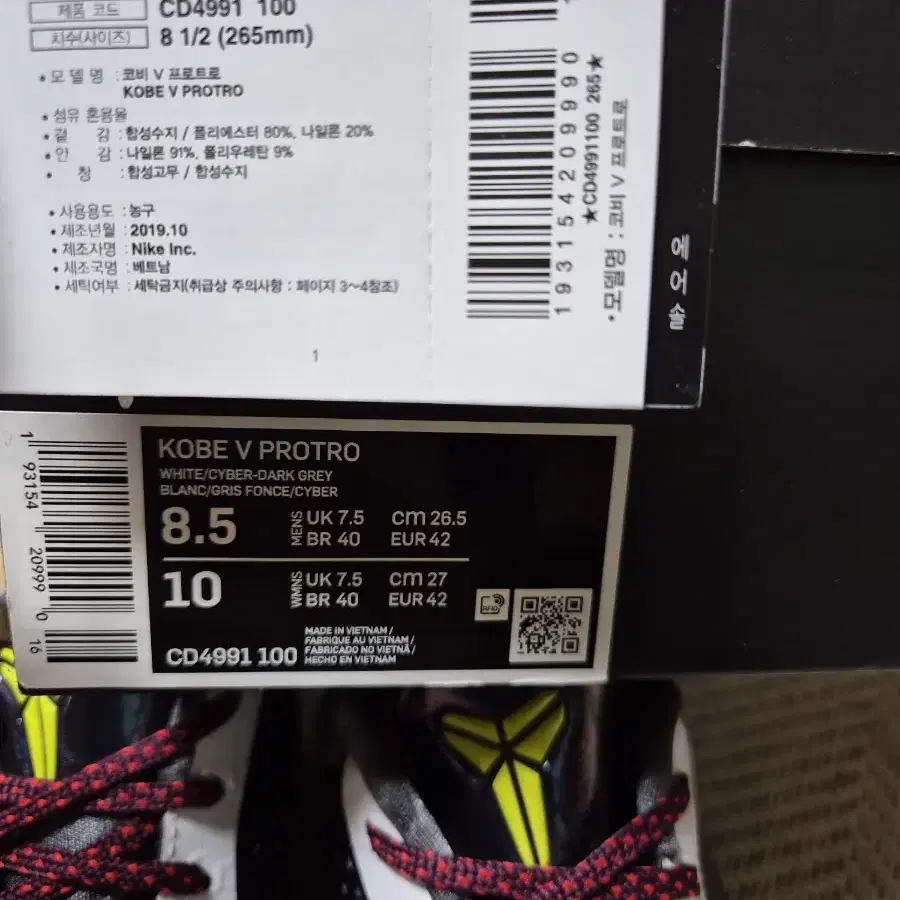 제품 코드 CD4991 100
치수(사이즈) 8 1/2 (265mm)
• 모 델 명 : 코비 V 프로트로
KOBE V PROTRO
• 섬유 혼용율
• 겉 감 : 합성수지 / 폴리에스터 80%, 나일론 20%
• 안 감 : 나일론 91%, 폴리우레탄 9%
• 창 : 합성고무 / 합성수지
• 사용용도 : 농구
• 제조년월 : 2019.10
• 제조자명 : Nike Inc.
• 제조국명 : 베트남
• 세탁여부 : 세탁금지(취급상 주의사항 : 페이지 3~4참조)
1
193154209990
★CD4991100 265★
• 모델명 : 코비 V 프로트로
에어솔
1 93154 20999 0 16
KOBE V PROTRO
WHITE/CYBER-DARK GREY
BLANC/GRIS FONCE/CYBER
8.5 MENS UK 7.5 cm 26.5
BR 40 EUR 42
10 WMNS UK 7.5 cm 27
BR 40 EUR 42
RFID
CD4991 100
MADE IN VIETNAM /
FABRIQUE AU VIETNAM /
FABRICADO NO VIETNÃ /
HECHO EN VIETNAM